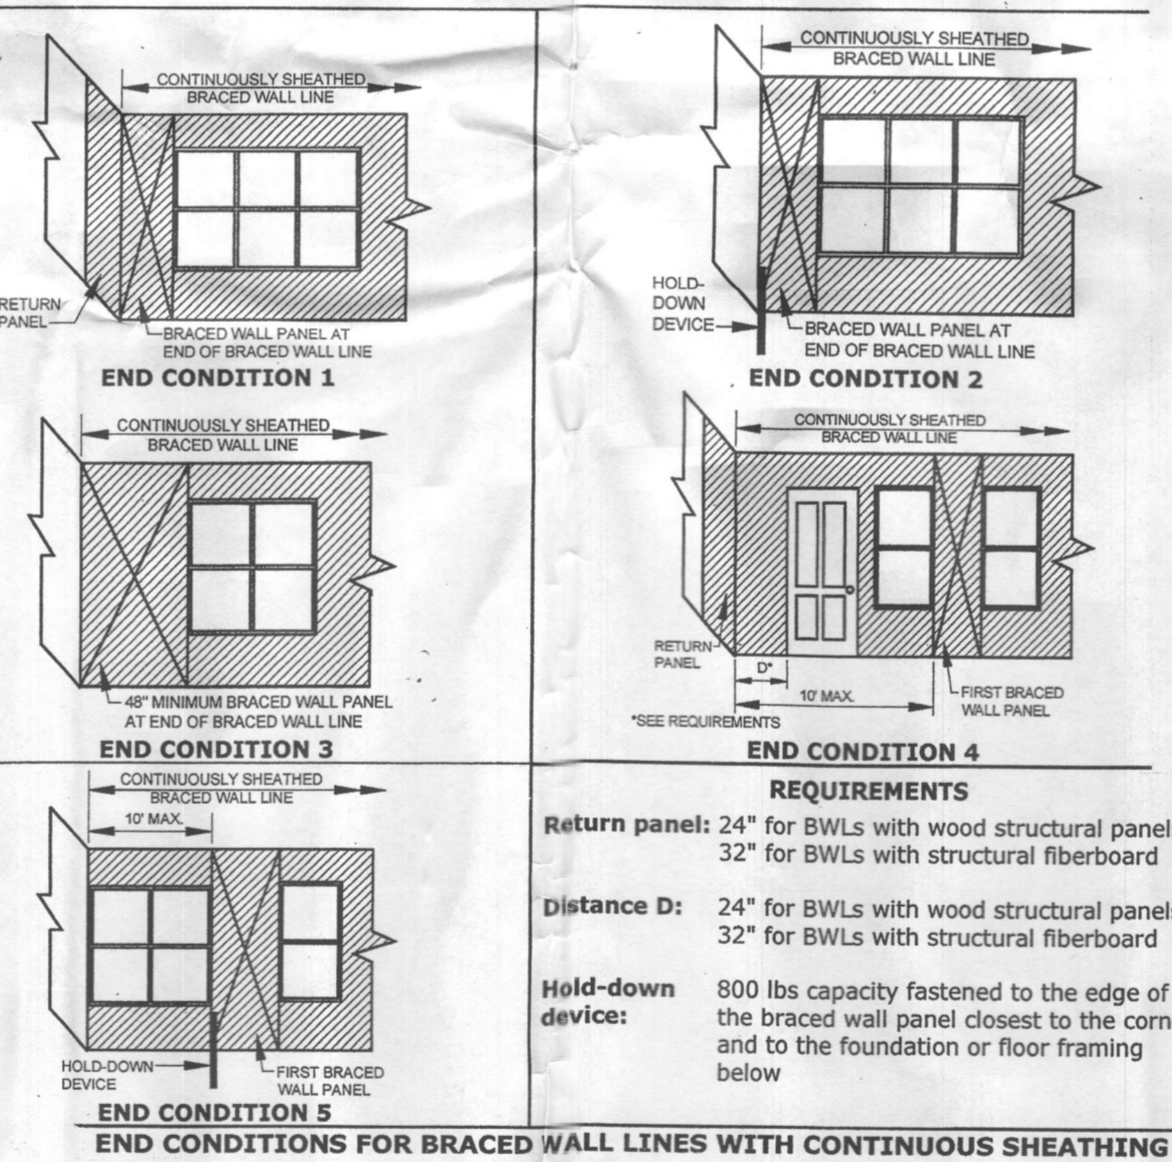 CONTINUOUSLY SHEATHED
BRACED WALL LINE
RETURN
PANEL
BRACED WALL PANEL AT
END OF BRACED WALL LINE
END CONDITION 1
CONTINUOUSLY SHEATHED
BRACED WALL LINE
HOLD-
DOWN
DEVICE
BRACED WALL PANEL AT
END OF BRACED WALL LINE
END CONDITION 2
CONTINUOUSLY SHEATHED
BRACED WALL LINE
48" MINIMUM BRACED WALL PANEL
AT END OF BRACED WALL LINE
END CONDITION 3
CONTINUOUSLY SHEATHED
BRACED WALL LINE
RETURN
PANEL
D*
10' MAX.
FIRST BRACED
WALL PANEL
*SEE REQUIREMENTS
END CONDITION 4
CONTINUOUSLY SHEATHED
BRACED WALL LINE
10' MAX.
HOLD-DOWN
DEVICE
FIRST BRACED
WALL PANEL
END CONDITION 5
REQUIREMENTS
Return panel: 24" for BWLs with wood structural panel
32" for BWLs with structural fiberboard
Distance D: 24" for BWLs with wood structural panels
32" for BWLs with structural fiberboard
Hold-down device: 800 lbs capacity fastened to the edge of
the braced wall panel closest to the corn
and to the foundation or floor framing
below
END CONDITIONS FOR BRACED WALL LINES WITH CONTINUOUS SHEATHING